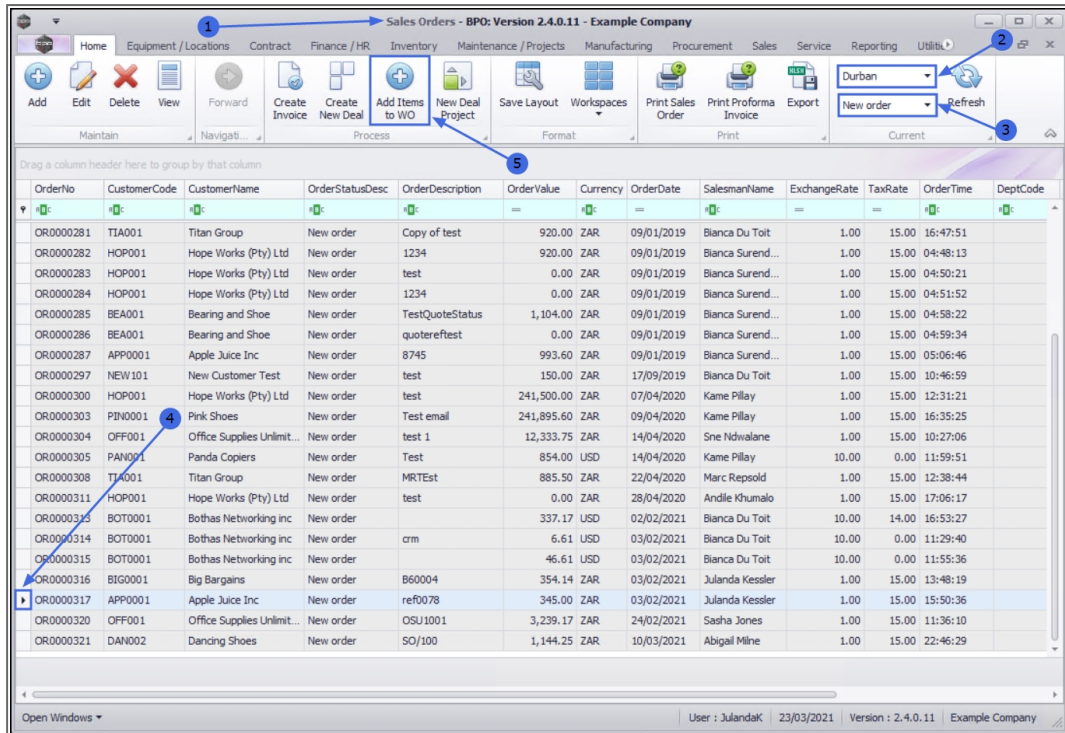 Sales Orders - BPO: Version 2.4.0.11 - Example Company
1
Home Equipment / Locations Contract Finance / HR Inventory Maintenance / Projects Manufacturing Procurement Sales Service Reporting
2
Add Edit Delete View Forward Create Invoice Create New Deal Add Items to WO New Deal Project Save Layout Workspaces Print Sales Order Print Proforma Invoice Export Durban Refresh
New order
3
Maintain Navigati... Process Format Print Current
5
Drag a column header here to group by that column
OrderNo CustomerCode CustomerName OrderStatusDesc OrderDescription OrderValue Currency OrderDate SalesmanName ExchangeRate TaxRate OrderTime DeptCode
OR0000281 TIA001 Titan Group New order Copy of test 920.00 ZAR 09/01/2019 Bianca Du Toit 1.00 15.00 16:47:51
OR0000282 HOP001 Hope Works (Pty) Ltd New order 1234 920.00 ZAR 09/01/2019 Bianca Surend... 1.00 15.00 04:48:13
OR0000283 HOP001 Hope Works (Pty) Ltd New order test 0.00 ZAR 09/01/2019 Bianca Surend... 1.00 15.00 04:50:21
OR0000284 HOP001 Hope Works (Pty) Ltd New order 1234 0.00 ZAR 09/01/2019 Bianca Surend... 1.00 15.00 04:51:52
OR0000285 BEA001 Bearing and Shoe New order TestQuoteStatus 1,104.00 ZAR 09/01/2019 Bianca Surend... 1.00 15.00 04:58:22
OR0000286 BEA001 Bearing and Shoe New order quotereftest 0.00 ZAR 09/01/2019 Bianca Surend... 1.00 15.00 04:59:34
OR0000287 APP0001 Apple Juice Inc New order 8745 993.60 ZAR 09/01/2019 Bianca Surend... 1.00 15.00 05:06:46
OR0000297 NEW101 New Customer Test New order test 150.00 ZAR 17/09/2019 Bianca Du Toit 1.00 15.00 10:46:59
OR0000300 HOP001 Hope Works (Pty) Ltd New order test 241,500.00 ZAR 07/04/2020 Kame Pillay 1.00 15.00 12:31:21
OR0000303 PIN0001 Pink Shoes New order Test email 241,895.60 ZAR 09/04/2020 Kame Pillay 1.00 15.00 16:35:25
4
OR0000304 OFF001 Office Supplies Unlimit... New order test 1 12,333.75 ZAR 14/04/2020 Sne Ndwalane 1.00 15.00 10:27:06
OR0000305 PAN001 Panda Copiers New order Test 854.00 USD 14/04/2020 Kame Pillay 10.00 0.00 11:59:51
OR0000308 TIA001 Titan Group New order MRTEst 885.50 ZAR 22/04/2020 Marc Repsold 1.00 15.00 12:38:44
OR0000311 HOP001 Hope Works (Pty) Ltd New order test 0.00 ZAR 28/04/2020 Andile Khumalo 1.00 15.00 17:06:17
OR0000313 BOT0001 Bothas Networking inc New order 337.17 USD 02/02/2021 Bianca Du Toit 10.00 14.00 16:53:27
OR0000314 BOT0001 Bothas Networking inc New order crm 6.61 USD 03/02/2021 Bianca Du Toit 10.00 0.00 11:29:40
OR0000315 BOT0001 Bothas Networking inc New order 46.61 USD 03/02/2021 Bianca Du Toit 10.00 0.00 11:55:36
OR0000316 BIG0001 Big Bargains New order B60004 354.14 ZAR 03/02/2021 Julanda Kessler 1.00 15.00 13:48:19
OR0000317 APP0001 Apple Juice Inc New order ref0078 345.00 ZAR 03/02/2021 Julanda Kessler 1.00 15.00 15:50:36
OR0000320 OFF001 Office Supplies Unlimit... New order OSU1001 3,239.17 ZAR 24/02/2021 Sasha Jones 1.00 15.00 11:36:10
OR0000321 DAN002 Dancing Shoes New order SO/100 1,144.25 ZAR 10/03/2021 Abigail Milne 1.00 15.00 22:46:29
Open Windows User : JulandaK 23/03/2021 Version : 2.4.0.11 Example Company